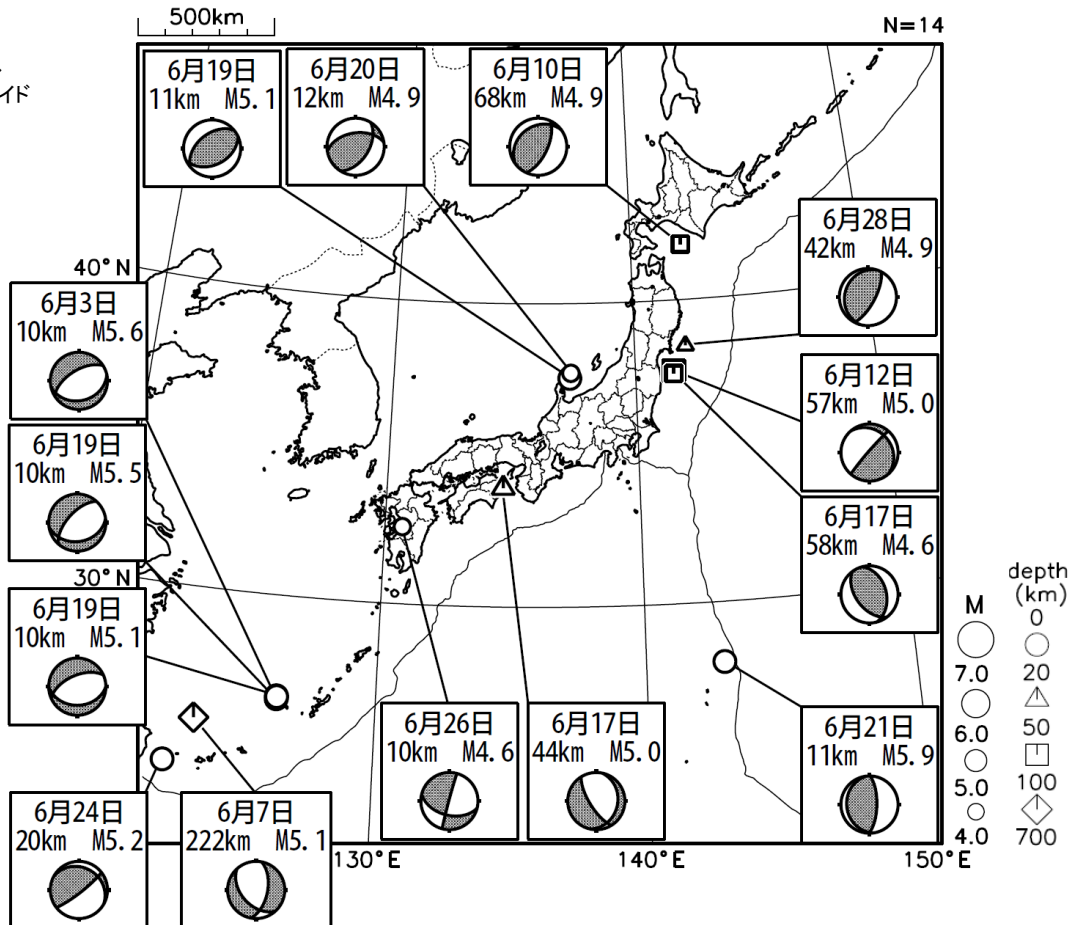 500km
N=14
イド
6月19日
11km M5.1
6月20日
12km M4.9
6月10日
68km M4.9
6月28日
42km M4.9
40°N
6月3日
10km M5.6
6月12日
57km M5.0
6月19日
10km M5.5
6月17日
58km M4.6
30°N
6月19日
10km M5.1
6月26日
10km M4.6
6月17日
44km M5.0
6月21日
11km M5.9
6月24日
20km M5.2
6月7日
222km M5.1
130°E
140°E
150°E
M
7.0
6.0
5.0
4.0
depth
(km)
0
20
50
100
700